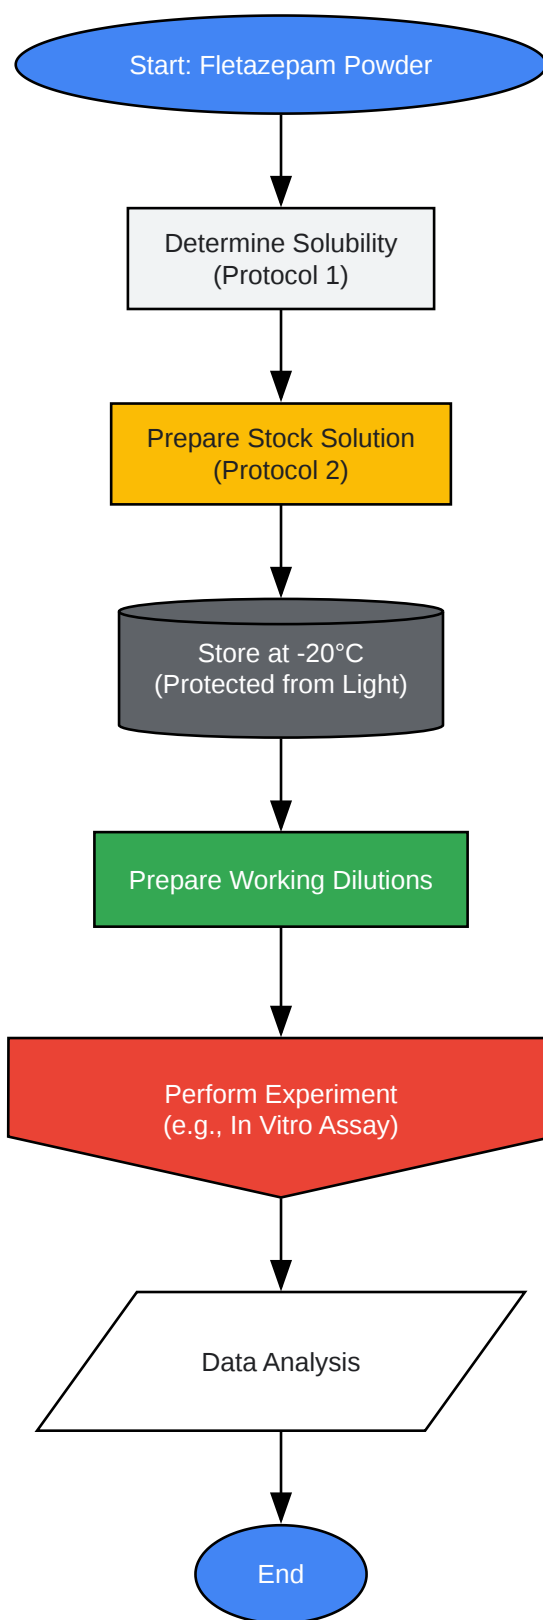 Start: Fletazepam Powder
Determine Solubility
(Protocol 1)
Prepare Stock Solution
(Protocol 2)
Store at -20°C
(Protected from Light)
Prepare Working Dilutions
Perform Experiment
(e.g., In Vitro Assay)
Data Analysis
End